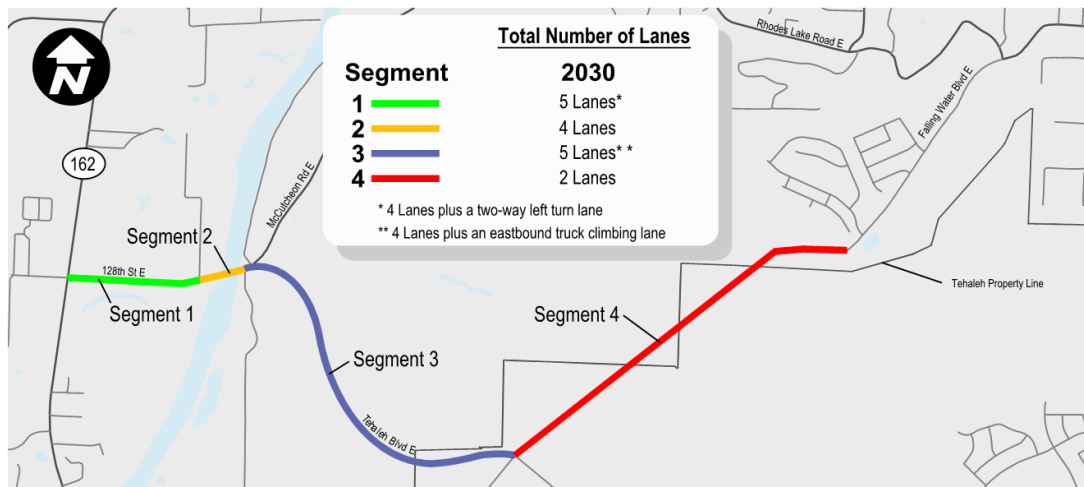 Rhodes Lake Road E
Total Number of Lanes
Segment 2030
1 5 Lanes*
2 4 Lanes
3 5 Lanes* *
4 2 Lanes
* 4 Lanes plus a two-way left turn lane
** 4 Lanes plus an eastbound truck climbing lane
N
162
McCutcheon Rd E
Falling Water Blvd E
Segment 2
128th St E
Segment 1
Tehaleh Property Line
Segment 4
Segment 3
Tehaleh Blvd E